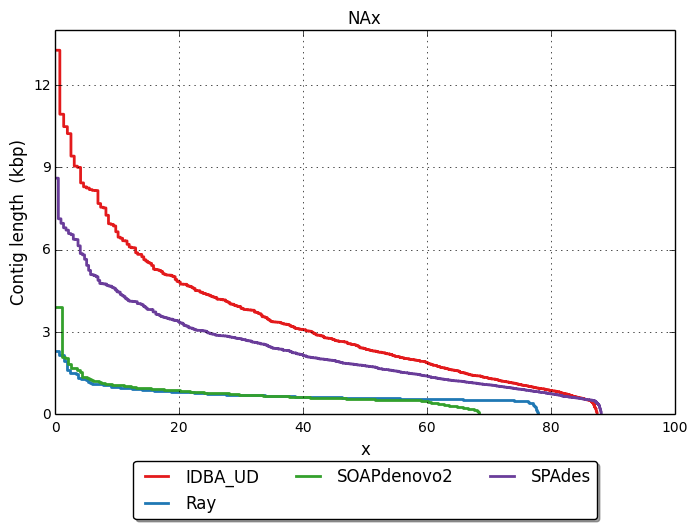 NAx
Contig length  (kbp)
12
9
6
3
0
0 20 40 60 80 100
x
IDBA_UD SOAPdenovo2 SPAdes
Ray